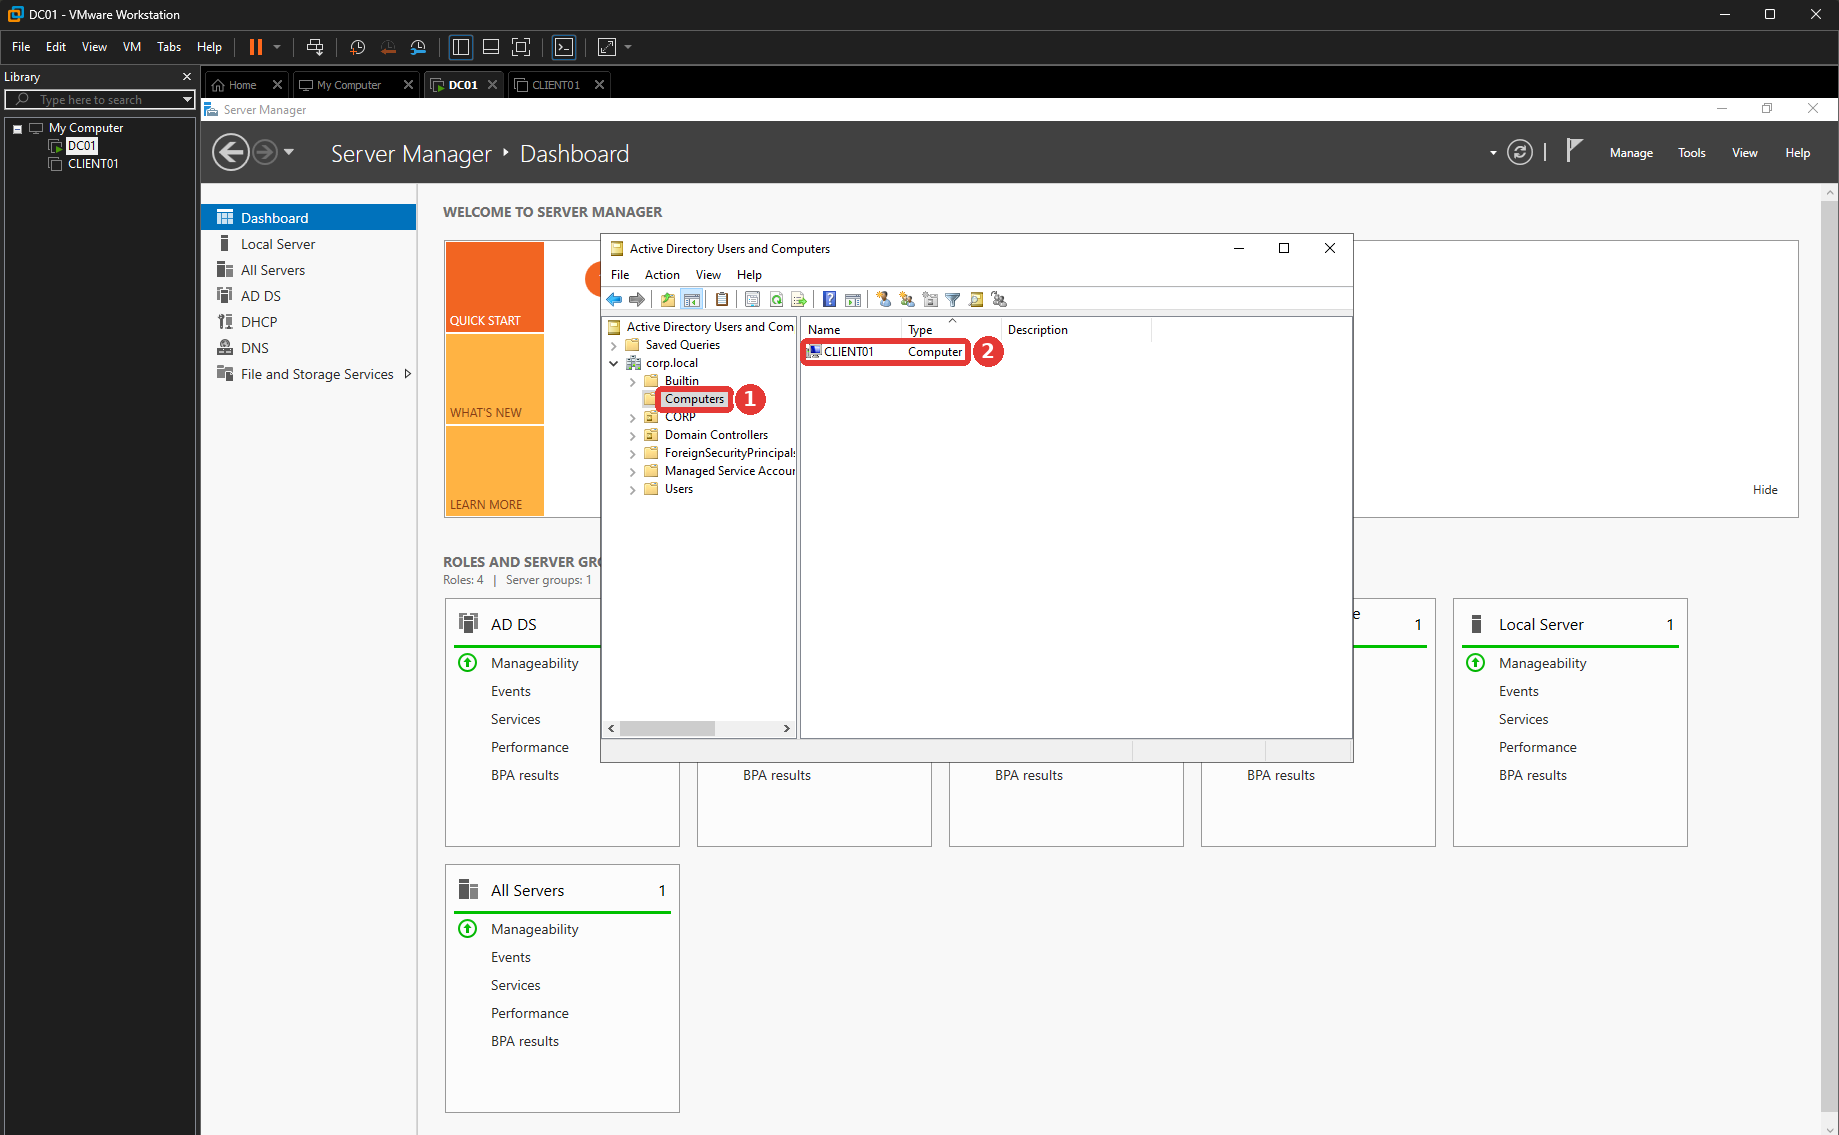 DC01 - VMware Workstation
File Edit View VM Tabs Help
Library
Type here to search
My Computer
DC01
CLIENT01
Home
My Computer
DC01
CLIENT01
Server Manager
Server Manager Dashboard
Manage Tools View Help
Dashboard
Local Server
All Servers
AD DS
DHCP
DNS
File and Storage Services
WELCOME TO SERVER MANAGER
QUICK START
WHAT'S NEW
LEARN MORE
Hide
Active Directory Users and Computers
File Action View Help
Active Directory Users and Com
Saved Queries
corp.local
Builtin
Computers 1
CORP
Domain Controllers
ForeignSecurityPrincipals
Managed Service Accour
Users
Name Type Description
CLIENT01 Computer 2
ROLES AND SERVER GRO
Roles: 4 | Server groups: 1
AD DS
Manageability
Events
Services
Performance
BPA results
BPA results
BPA results
e 1
BPA results
Local Server 1
Manageability
Events
Services
Performance
BPA results
All Servers 1
Manageability
Events
Services
Performance
BPA results